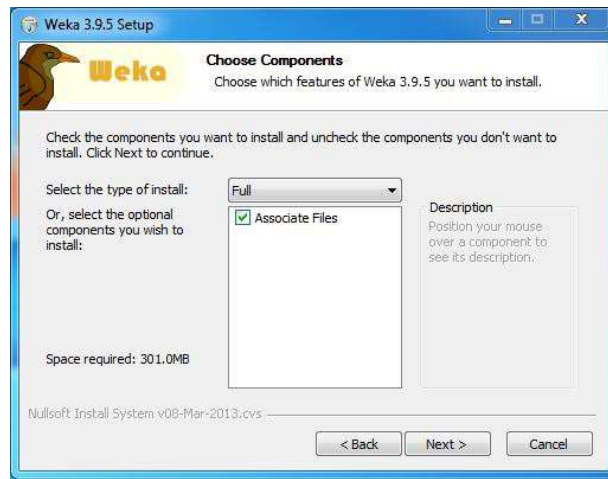 Weka 3.9.5 Setup
Weka
Choose Components
Choose which features of Weka 3.9.5 you want to install.
Check the components you want to install and uncheck the components you don't want to
install. Click Next to continue.
Select the type of install:
Full
Or, select the optional
components you wish to
install:
Associate Files
Description
Position your mouse
over a component to
see its description.
Space required: 301.0MB
Nullsoft Install System v08-Mar-2013.cvs
< Back
Next >
Cancel